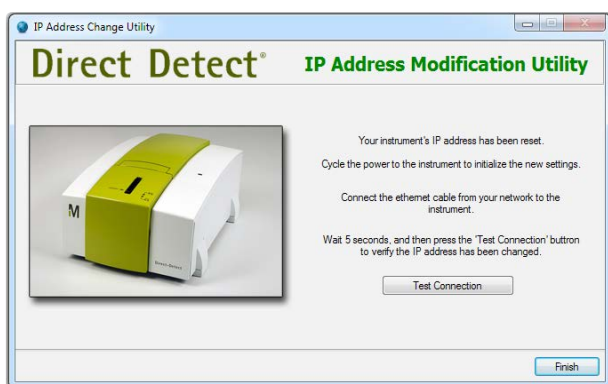 IP Address Change Utility
Direct Detect®
IP Address Modification Utility
Your instrument's IP address has been reset.
Cycle the power to the instrument to initialize the new settings.
Connect the ethernet cable from your network to the
instrument.
Wait 5 seconds, and then press the 'Test Connection' buttron
to verify the IP address has been changed.
M
Direct Detect
Test Connection
Finish